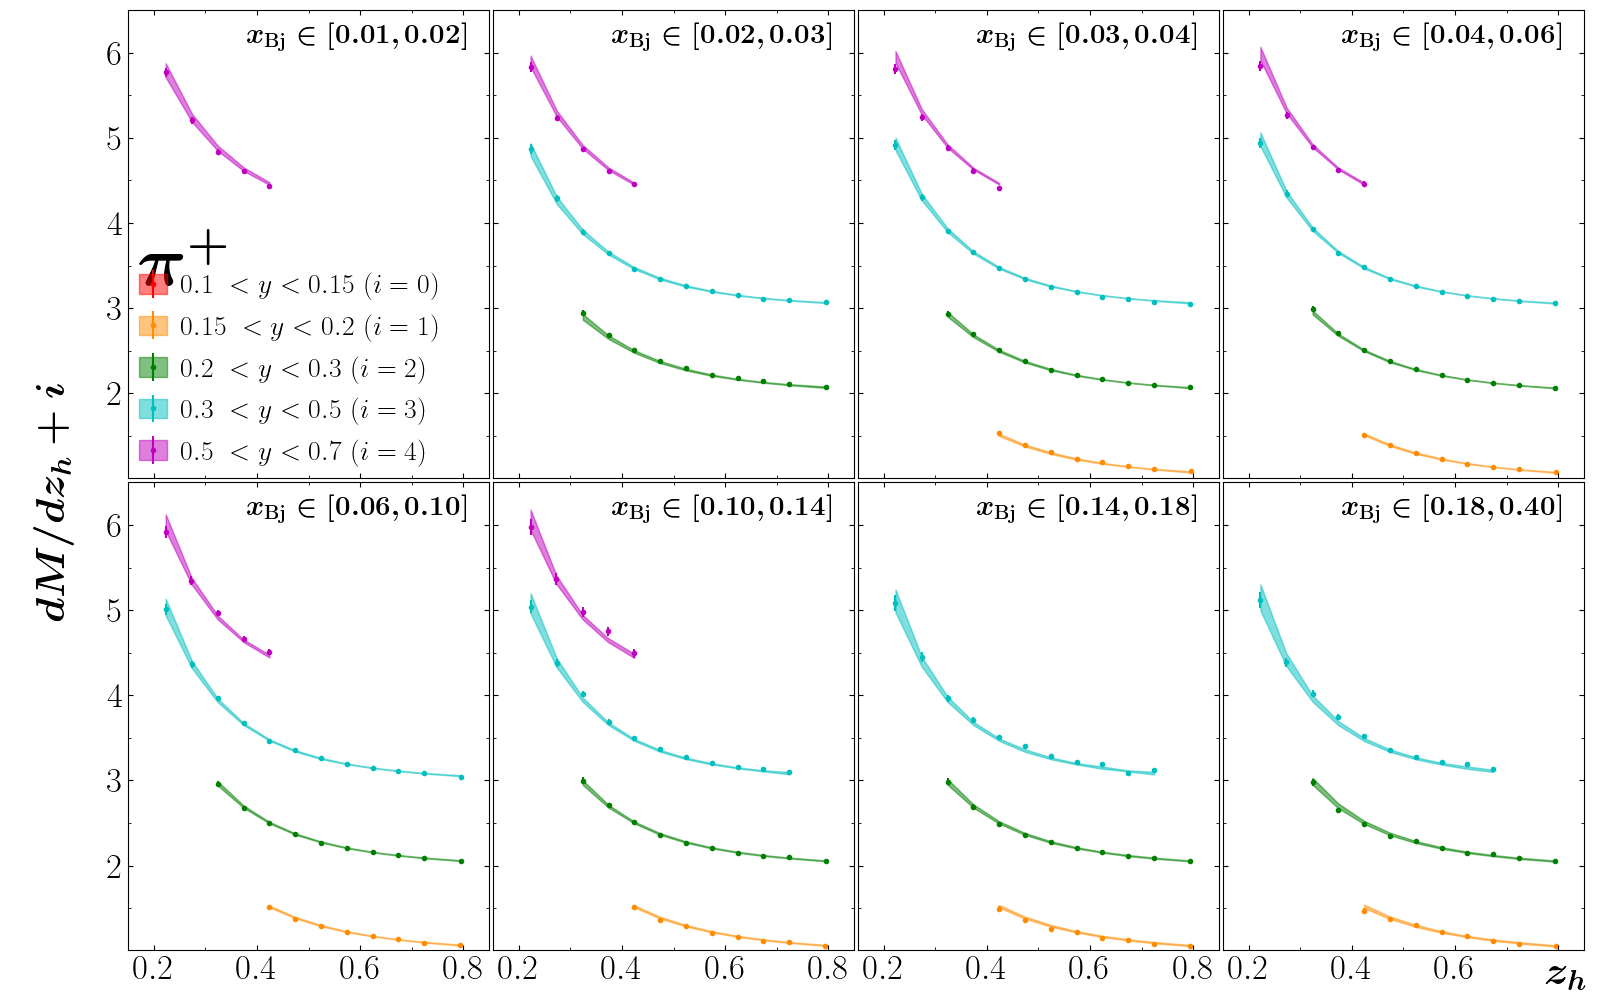 x_Bj ∈ [0.01, 0.02]
x_Bj ∈ [0.02, 0.03]
x_Bj ∈ [0.03, 0.04]
x_Bj ∈ [0.04, 0.06]
6
5
4
3
2
π⁺
0.1 < y < 0.15 (i = 0)
0.15 < y < 0.2 (i = 1)
0.2 < y < 0.3 (i = 2)
0.3 < y < 0.5 (i = 3)
0.5 < y < 0.7 (i = 4)
dM/dz_h + i
x_Bj ∈ [0.06, 0.10]
x_Bj ∈ [0.10, 0.14]
x_Bj ∈ [0.14, 0.18]
x_Bj ∈ [0.18, 0.40]
6
5
4
3
2
0.2 0.4 0.6 0.8
0.2 0.4 0.6 0.8
0.2 0.4 0.6 0.8
0.2 0.4 0.6
z_h